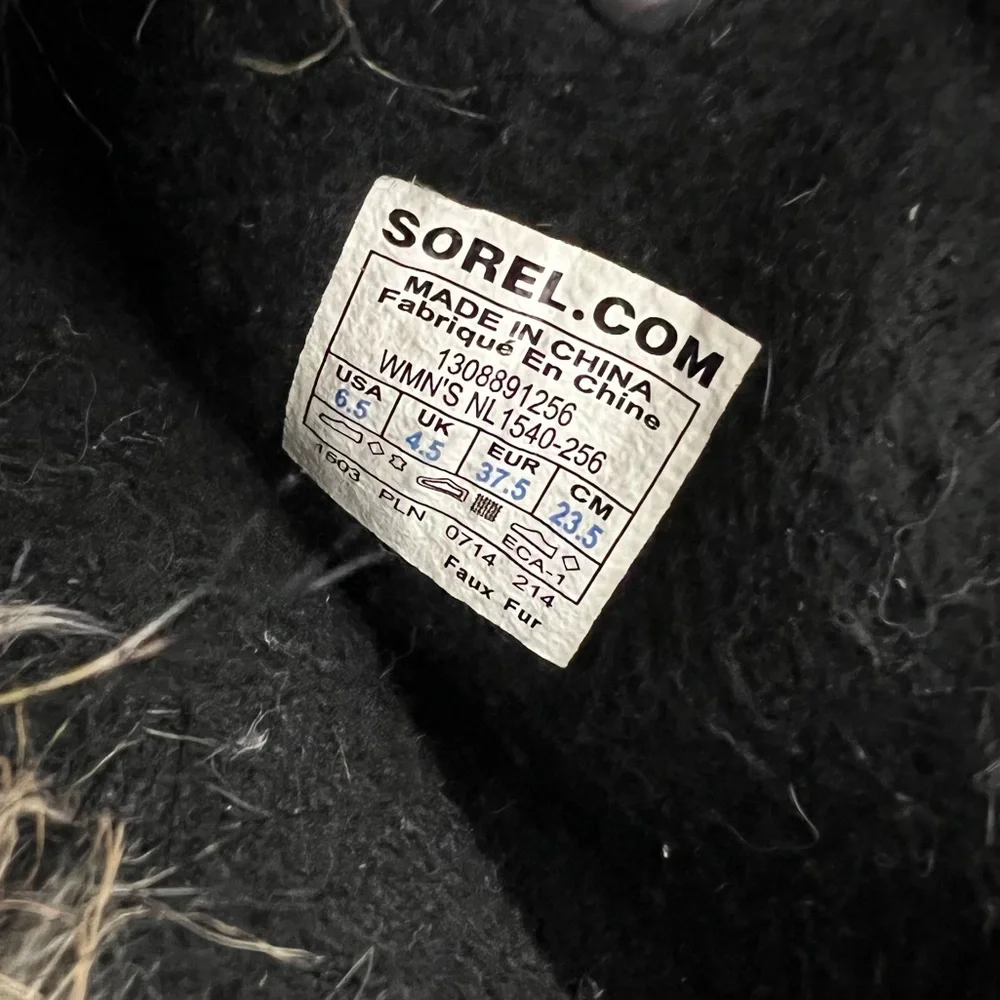 SOREL.COM
MADE IN CHINA
Fabriqué En Chine
1308891256
WMN'S NL1540-256
USA UK EUR CM
6.5 4.5 37.5 23.5
ECA-1
1603 PLN 0714 214
Faux Fur